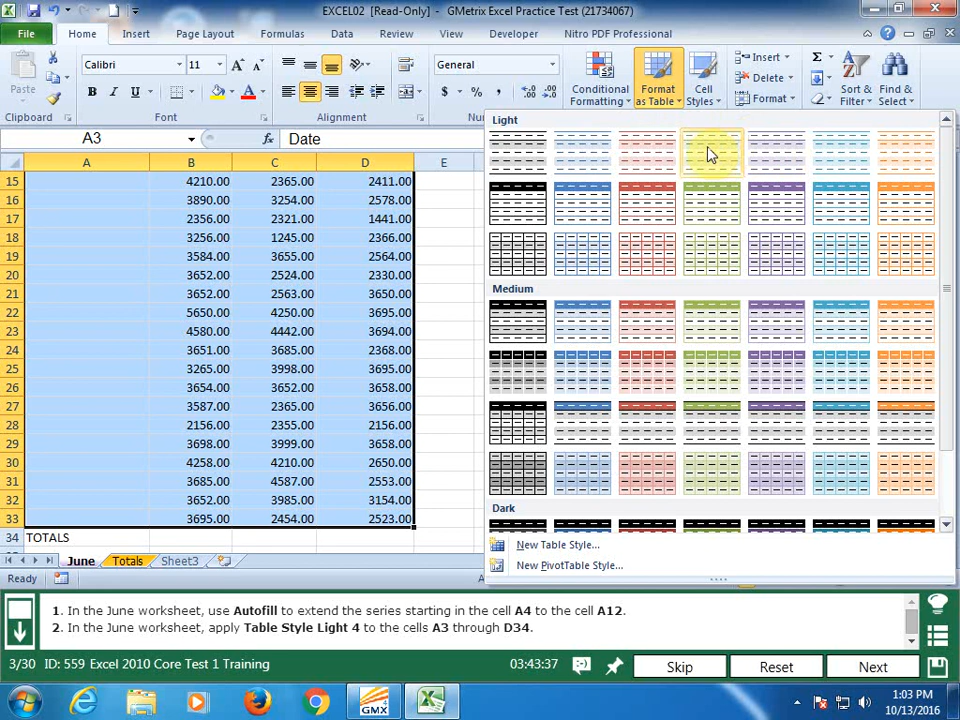 EXCEL02 [Read-Only] - GMetrix Excel Practice Test (21734067)
File Home Insert Page Layout Formulas Data Review View Developer Nitro PDF Professional
Calibri 11 General Insert Σ
Paste B I U A $ % , Conditional Formatting Format as Table Cell Styles Delete Format Sort & Filter Find & Select
Clipboard Font Alignment
A3 fx Date
Light
A B C D E
15 4210.00 2365.00 2411.00
16 3890.00 3254.00 2578.00
17 2356.00 2321.00 1441.00
18 3256.00 1245.00 2366.00
19 3584.00 3655.00 2564.00
20 3652.00 2524.00 2330.00
21 3652.00 2563.00 3650.00
Medium
22 5650.00 4250.00 3695.00
23 4580.00 4442.00 3694.00
24 3651.00 3685.00 2368.00
25 3265.00 3998.00 3695.00
26 3654.00 3652.00 3658.00
27 3587.00 2365.00 3656.00
28 2156.00 2355.00 2156.00
29 3698.00 3999.00 3658.00
30 4258.00 4210.00 2650.00
31 3685.00 4587.00 2553.00
32 3652.00 3985.00 3154.00
Dark
33 3695.00 2454.00 2523.00
34 TOTALS
New Table Style...
June Totals Sheet3
New PivotTable Style...
Ready
1. In the June worksheet, use Autofill to extend the series starting in the cell A4 to the cell A12.
2. In the June worksheet, apply Table Style Light 4 to the cells A3 through D34.
3/30 ID: 559 Excel 2010 Core Test 1 Training 03:43:37 Skip Reset Next
GMX
1:03 PM
10/13/2016